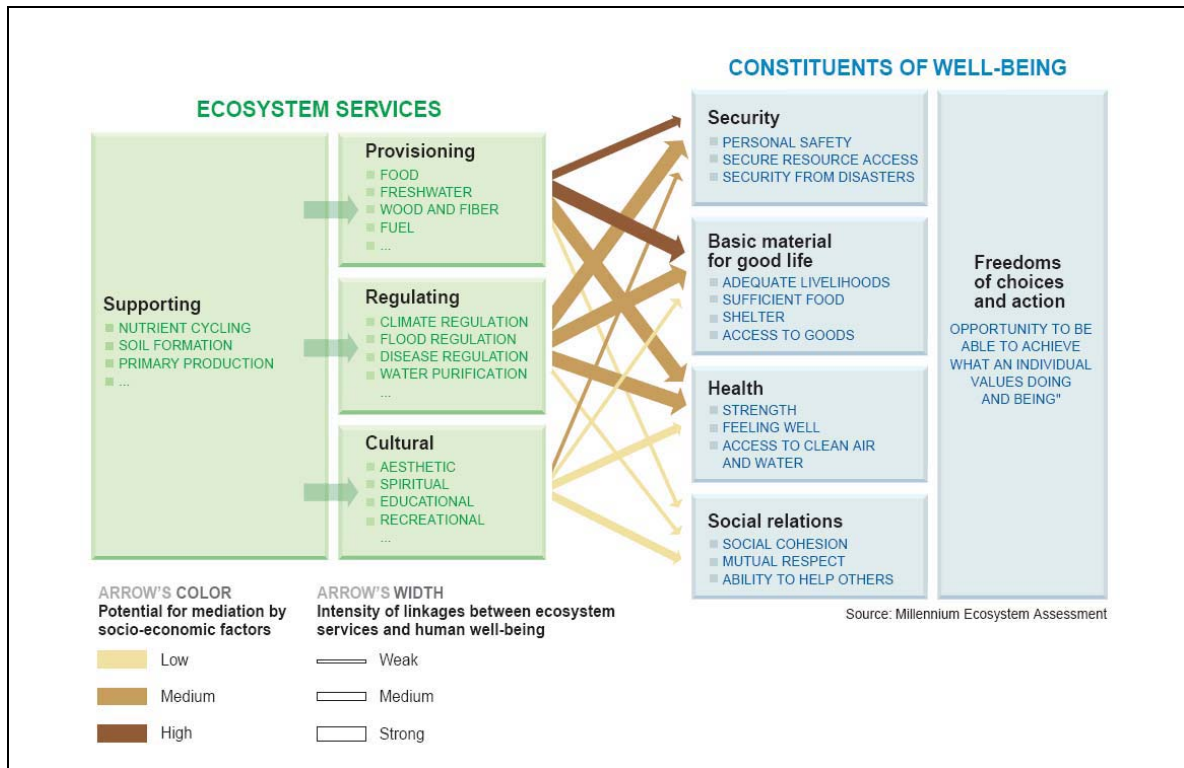 CONSTITUENTS OF WELL-BEING
ECOSYSTEM SERVICES
Supporting
NUTRIENT CYCLING
SOIL FORMATION
PRIMARY PRODUCTION
...
Provisioning
FOOD
FRESHWATER
WOOD AND FIBER
FUEL
...
Regulating
CLIMATE REGULATION
FLOOD REGULATION
DISEASE REGULATION
WATER PURIFICATION
...
Cultural
AESTHETIC
SPIRITUAL
EDUCATIONAL
RECREATIONAL
...
Security
PERSONAL SAFETY
SECURE RESOURCE ACCESS
SECURITY FROM DISASTERS
Basic material
for good life
ADEQUATE LIVELIHOODS
SUFFICIENT FOOD
SHELTER
ACCESS TO GOODS
Health
STRENGTH
FEELING WELL
ACCESS TO CLEAN AIR
AND WATER
Social relations
SOCIAL COHESION
MUTUAL RESPECT
ABILITY TO HELP OTHERS
Freedoms
of choices
and action
OPPORTUNITY TO BE
ABLE TO ACHIEVE
WHAT AN INDIVIDUAL
VALUES DOING
AND BEING"
Source: Millennium Ecosystem Assessment
ARROW'S COLOR
Potential for mediation by
socio-economic factors
Low
Medium
High
ARROW'S WIDTH
Intensity of linkages between ecosystem
services and human well-being
Weak
Medium
Strong